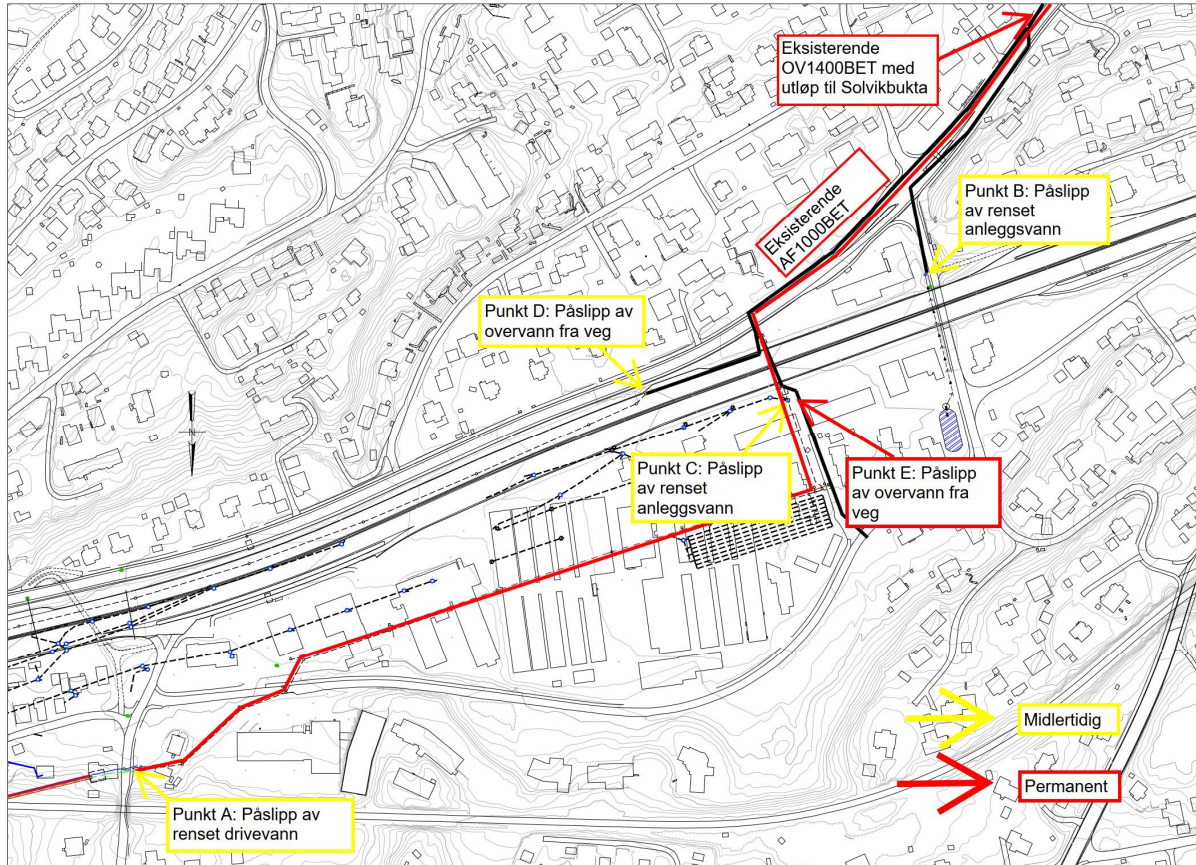 Eksisterende
OV1400BET med
utløp til Solvikbukta
Eksisterende
AF1000BET
Punkt B: Påslipp
av renset
anleggsvann
Punkt D: Påslipp av
overvann fra veg
N
Punkt C: Påslipp
av renset
anleggsvann
Punkt E: Påslipp
av overvann fra
veg
Midlertidig
Permanent
Punkt A: Påslipp av
renset drivevann